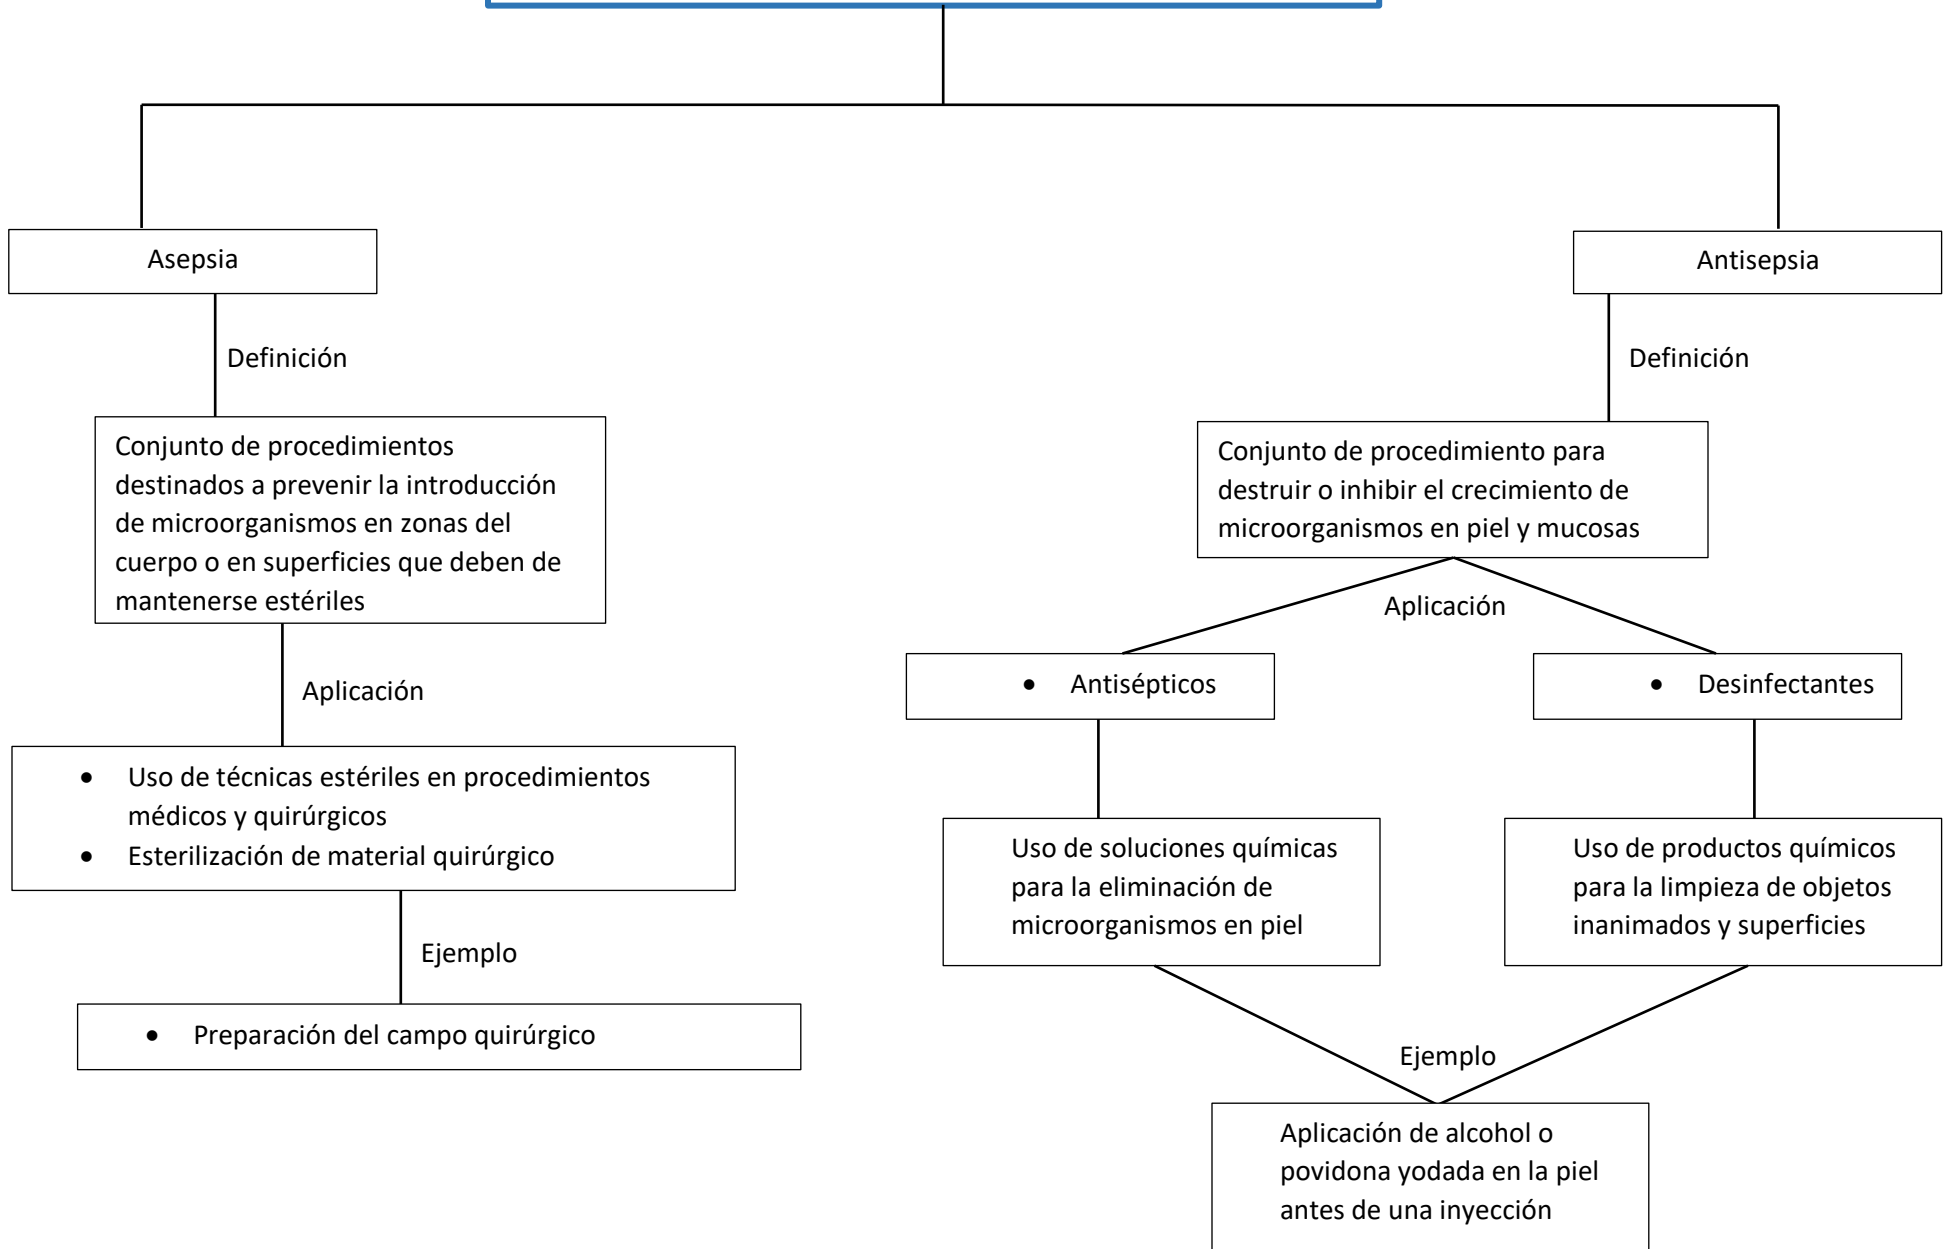 Asepsia
Definición
Conjunto de procedimientos
destinados a prevenir la introducción
de microorganismos en zonas del
cuerpo o en superficies que deben de
mantenerse estériles
Aplicación
• Uso de técnicas estériles en procedimientos
médicos y quirúrgicos
• Esterilización de material quirúrgico
Ejemplo
• Preparación del campo quirúrgico
Antisepsia
Definición
Conjunto de procedimiento para
destruir o inhibir el crecimiento de
microorganismos en piel y mucosas
Aplicación
• Antisépticos
Uso de soluciones químicas
para la eliminación de
microorganismos en piel
• Desinfectantes
Uso de productos químicos
para la limpieza de objetos
inanimados y superficies
Ejemplo
Aplicación de alcohol o
povidona yodada en la piel
antes de una inyección